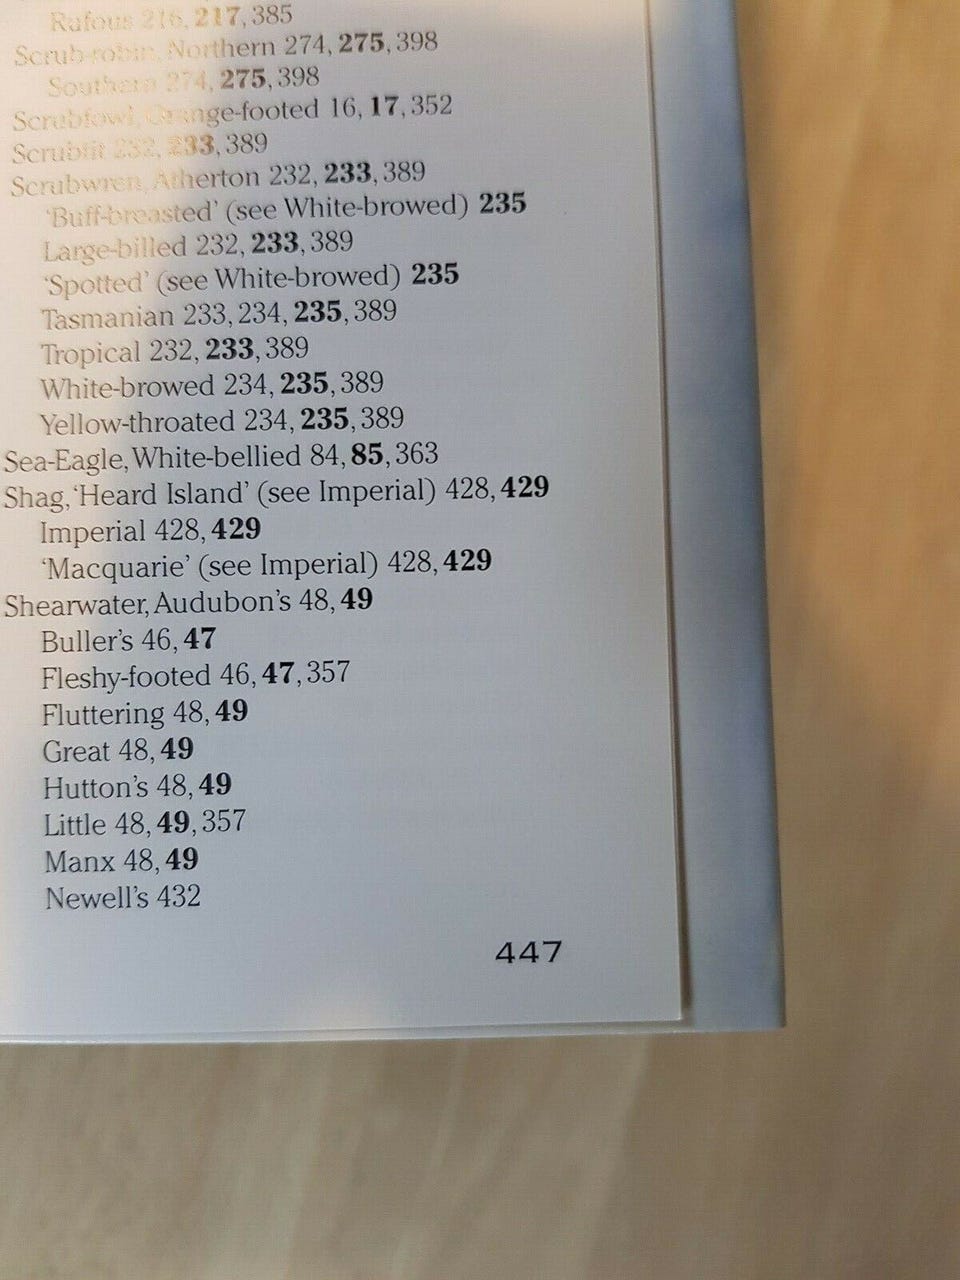 Rufous 216, 217, 385
Scrub-robin, Northern 274, 275, 398
Southern 274, 275, 398
Scrubfowl, Orange-footed 16, 17, 352
Scrubtit 232, 233, 389
Scrubwren, Atherton 232, 233, 389
‘Buff-breasted’ (see White-browed) 235
Large-billed 232, 233, 389
‘Spotted’ (see White-browed) 235
Tasmanian 233, 234, 235, 389
Tropical 232, 233, 389
White-browed 234, 235, 389
Yellow-throated 234, 235, 389
Sea-Eagle, White-bellied 84, 85, 363
Shag, ‘Heard Island’ (see Imperial) 428, 429
Imperial 428, 429
‘Macquarie’ (see Imperial) 428, 429
Shearwater, Audubon’s 48, 49
Buller’s 46, 47
Fleshy-footed 46, 47, 357
Fluttering 48, 49
Great 48, 49
Hutton’s 48, 49
Little 48, 49, 357
Manx 48, 49
Newell’s 432
447